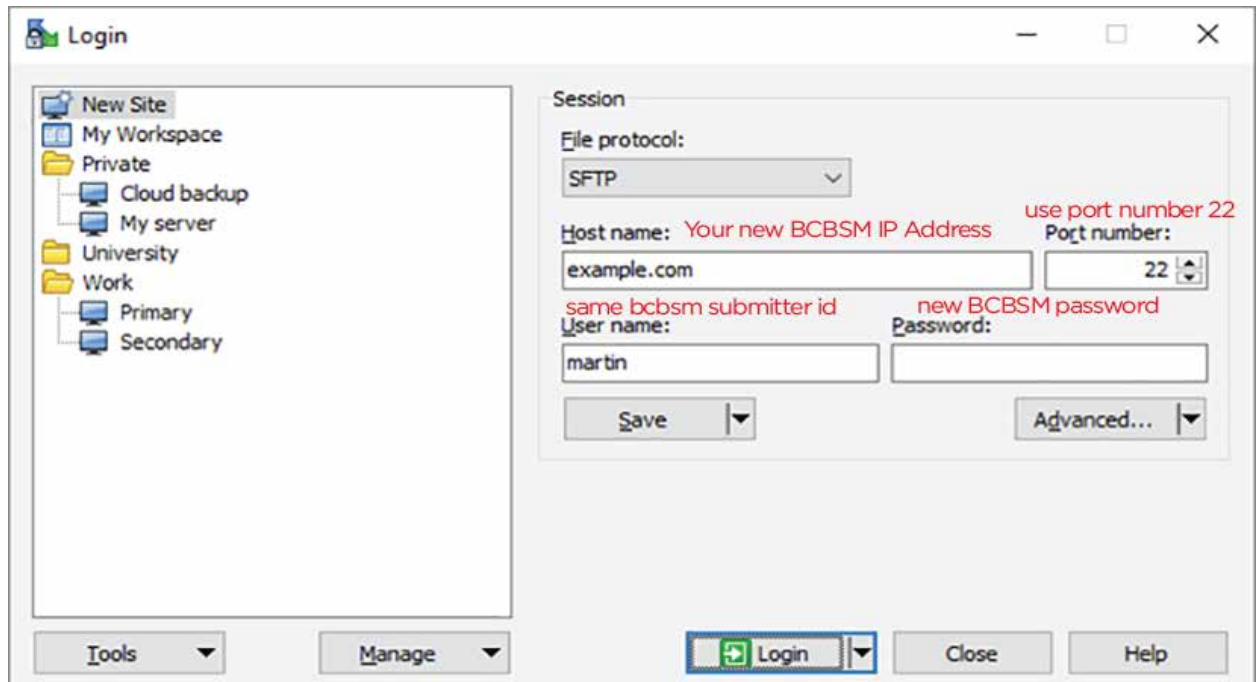 Login
New Site
My Workspace
Private
Cloud backup
My server
University
Work
Primary
Secondary
Session
File protocol:
SFTP
use port number 22
Host name: Your new BCBSM IP Address Port number:
example.com 22
same bcbsm submitter id new BCBSM password
User name: Password:
martin
Save Advanced...
Tools Manage Login Close Help